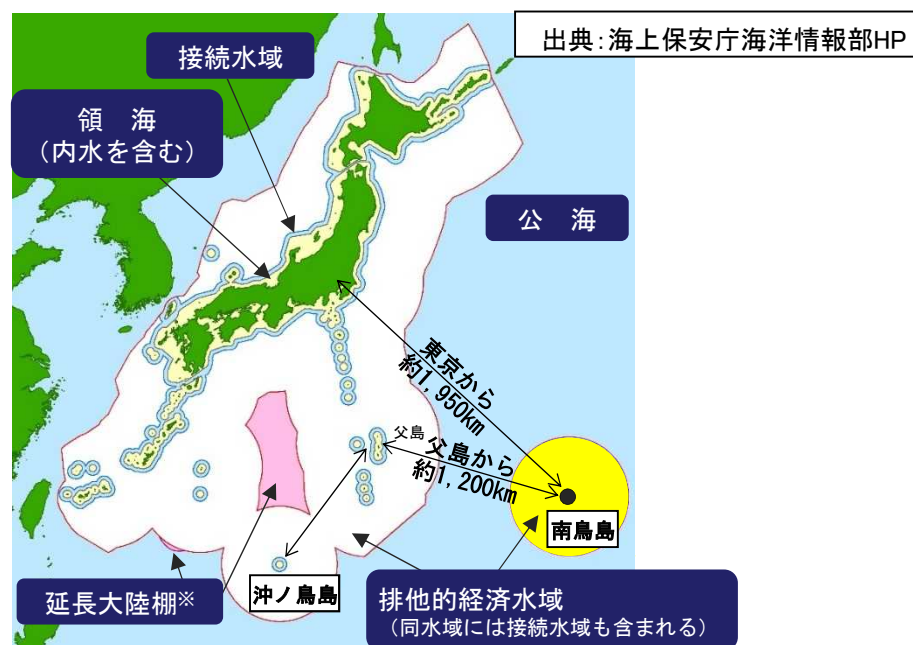 出典:海上保安庁海洋情報部HP
接続水域
領 海
(内水を含む)
公 海
東京から
約1,950km
父島
父島から
約1,200km
南鳥島
沖ノ鳥島
延長大陸棚※
排他的経済水域
(同水域には接続水域も含まれる)